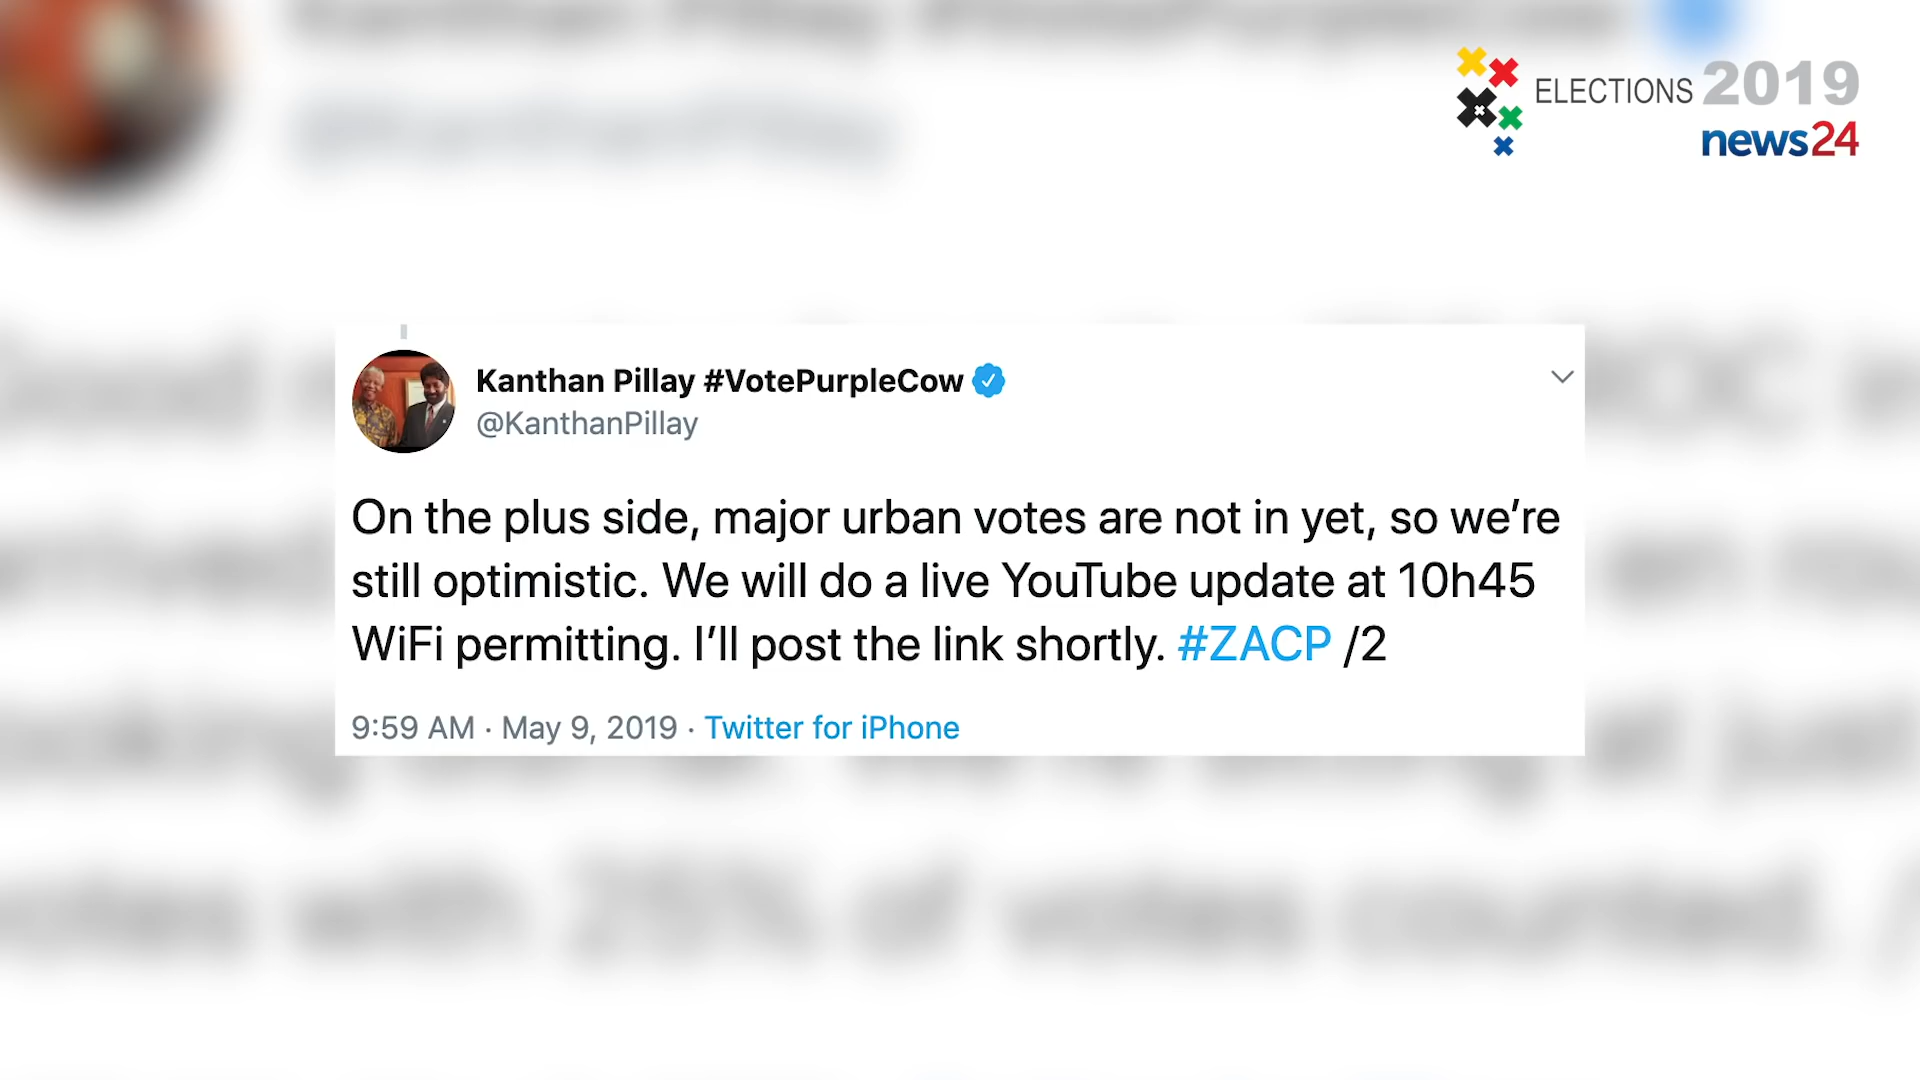 ELECTIONS 2019
news24
Kanthan Pillay #VotePurpleCow
@KanthanPillay
On the plus side, major urban votes are not in yet, so we’re
still optimistic. We will do a live YouTube update at 10h45
WiFi permitting. I’ll post the link shortly. #ZACP /2
9:59 AM · May 9, 2019 · Twitter for iPhone